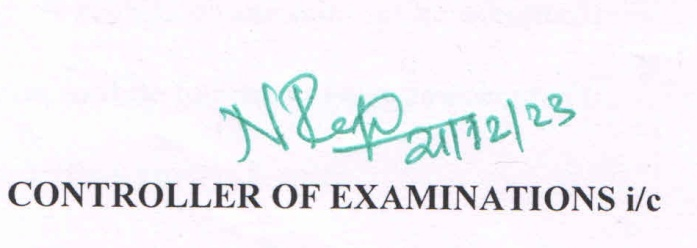 21/12/23
CONTROLLER OF EXAMINATIONS i/c